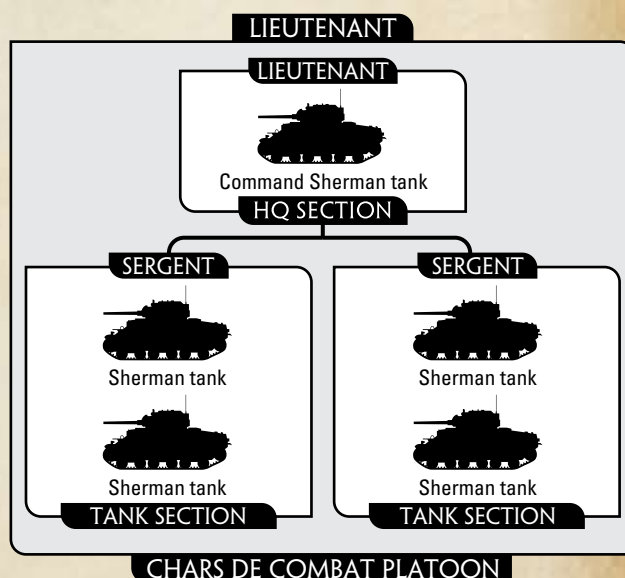 LIEUTENANT
LIEUTENANT
Command Sherman tank
HQ SECTION
SERGENT
Sherman tank
Sherman tank
TANK SECTION
SERGENT
Sherman tank
Sherman tank
TANK SECTION
CHARS DE COMBAT PLATOON